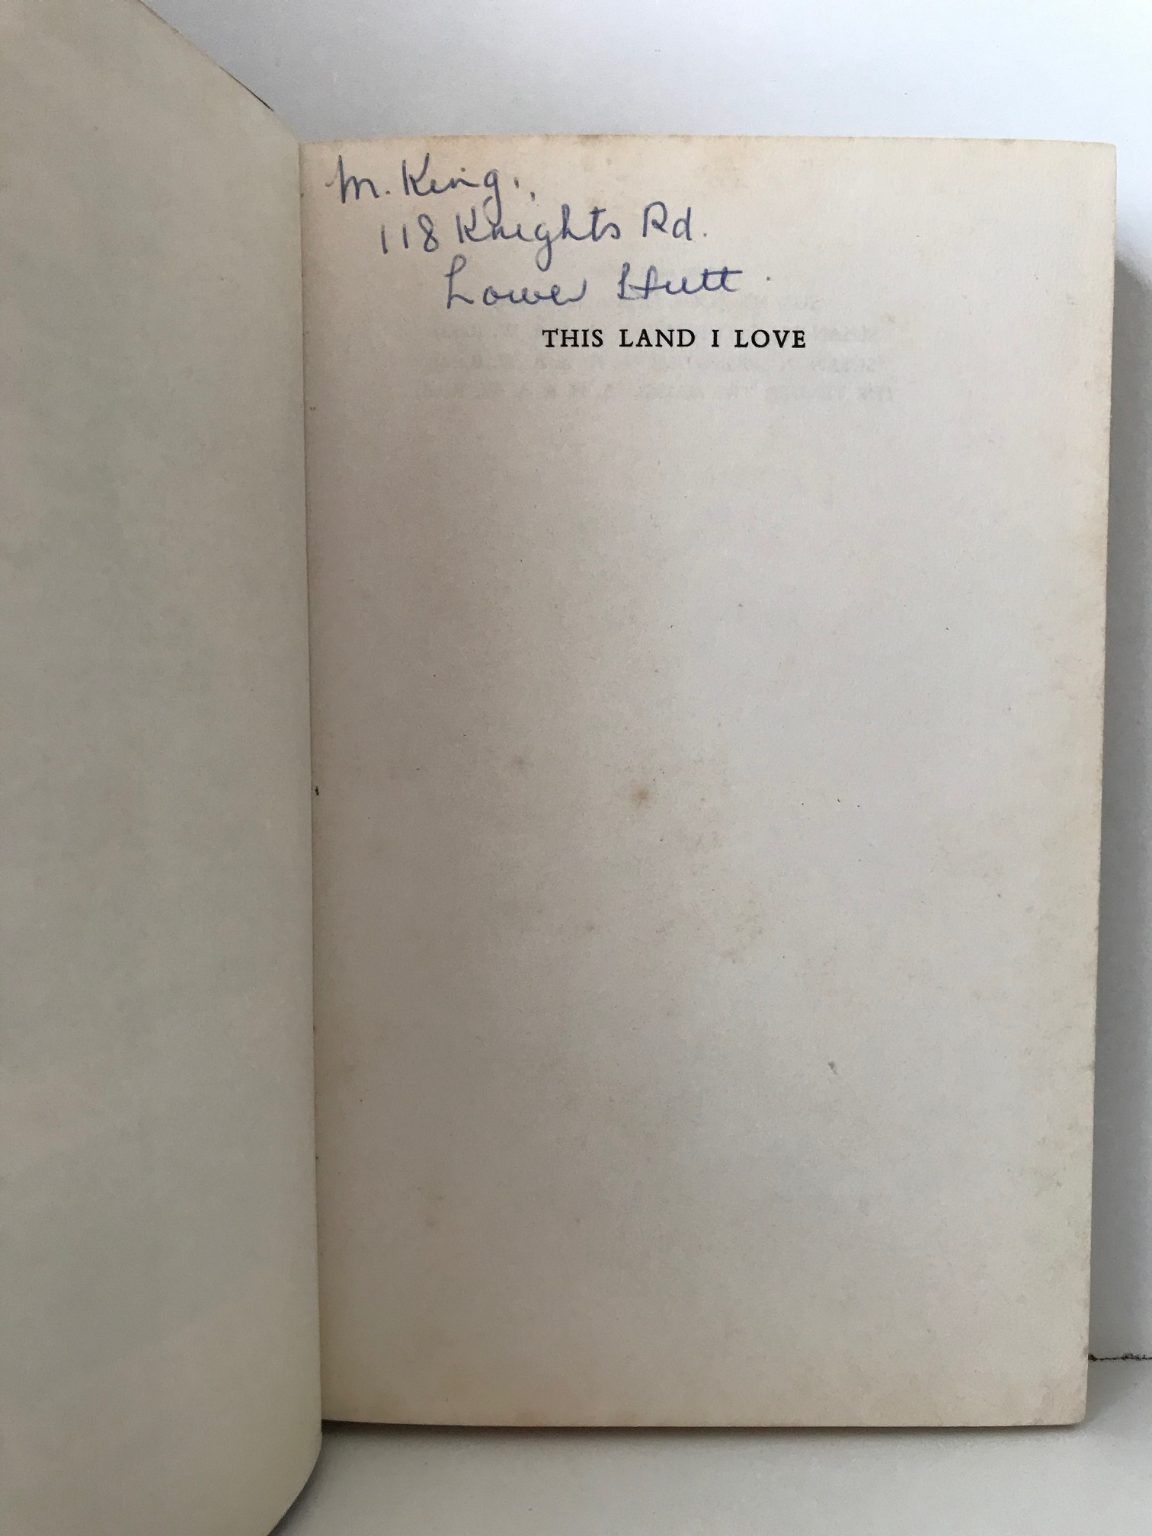 M. King,
118 Knights Rd.
Lower Hutt.
THIS LAND I LOVE